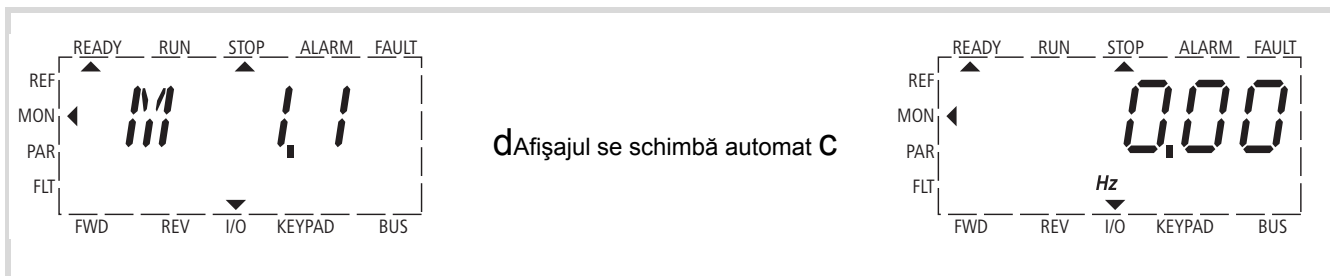 READY RUN STOP ALARM FAULT
REF
MON
PAR
FLT
M 1.1
FWD REV I/O KEYPAD BUS
dAfişajul se schimbă automat c
READY RUN STOP ALARM FAULT
REF
MON
PAR
FLT
0.00
Hz
FWD REV I/O KEYPAD BUS